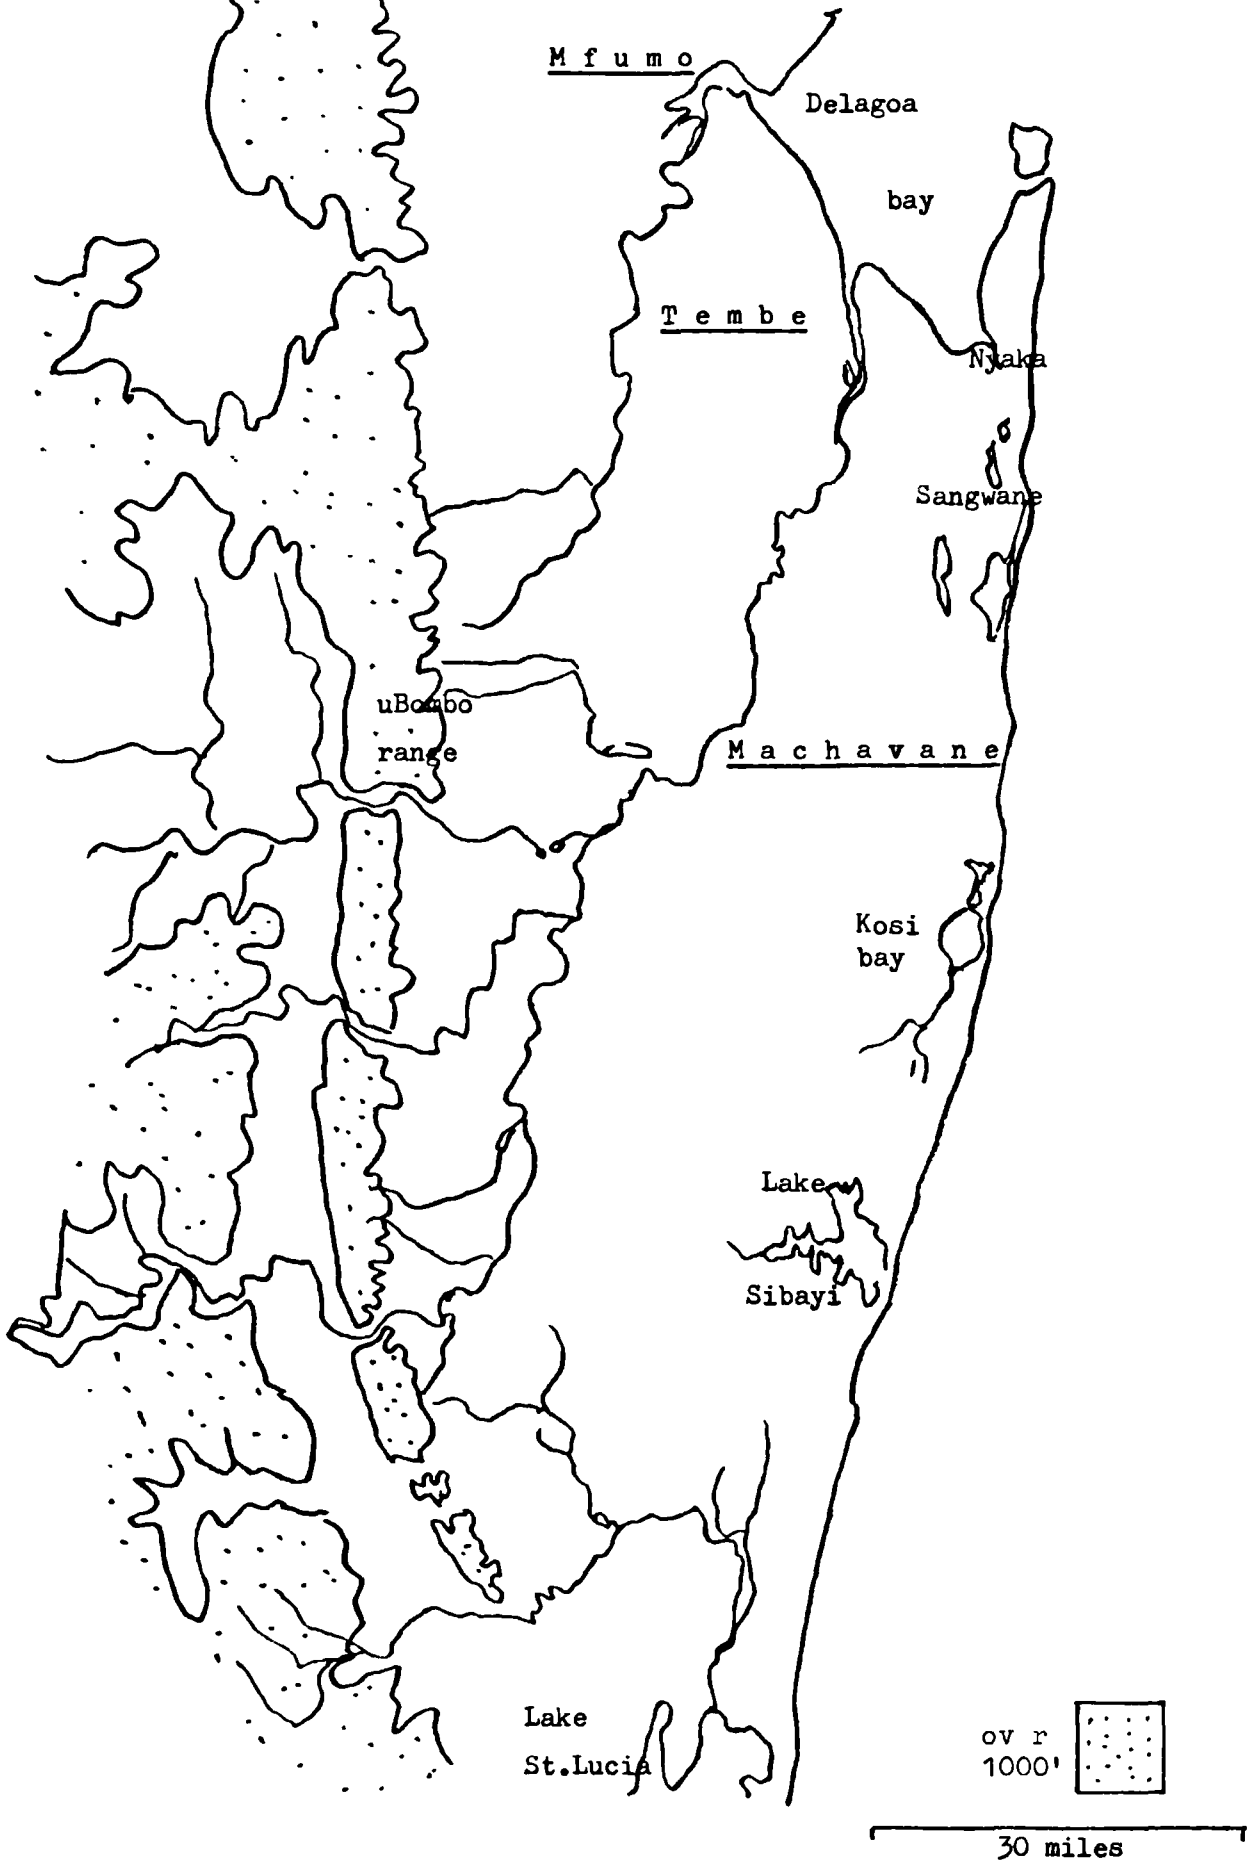 Mfumo
Delagoa
bay
Tembe
Nyaka
Sangwane
uBombo
range
Machavane
Kosi
bay
Lake
Sibayi
Lake
St.Lucia
ov r
1000'
30 miles